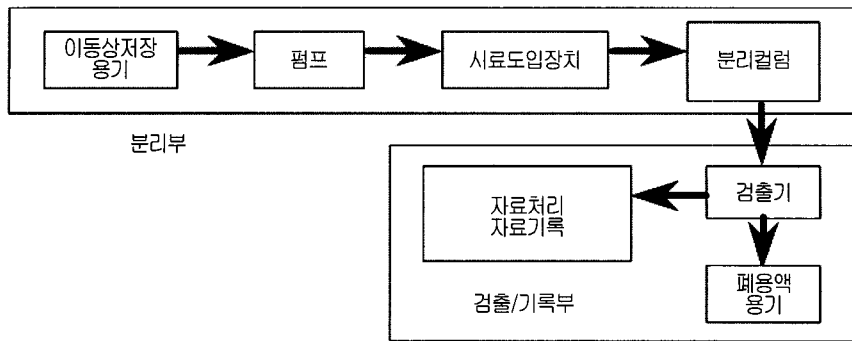 이동상저장
용기
펌프
시료도입장치
분리컬럼
분리부
자료처리
자료기록
검출기
폐용액
용기
검출/기록부